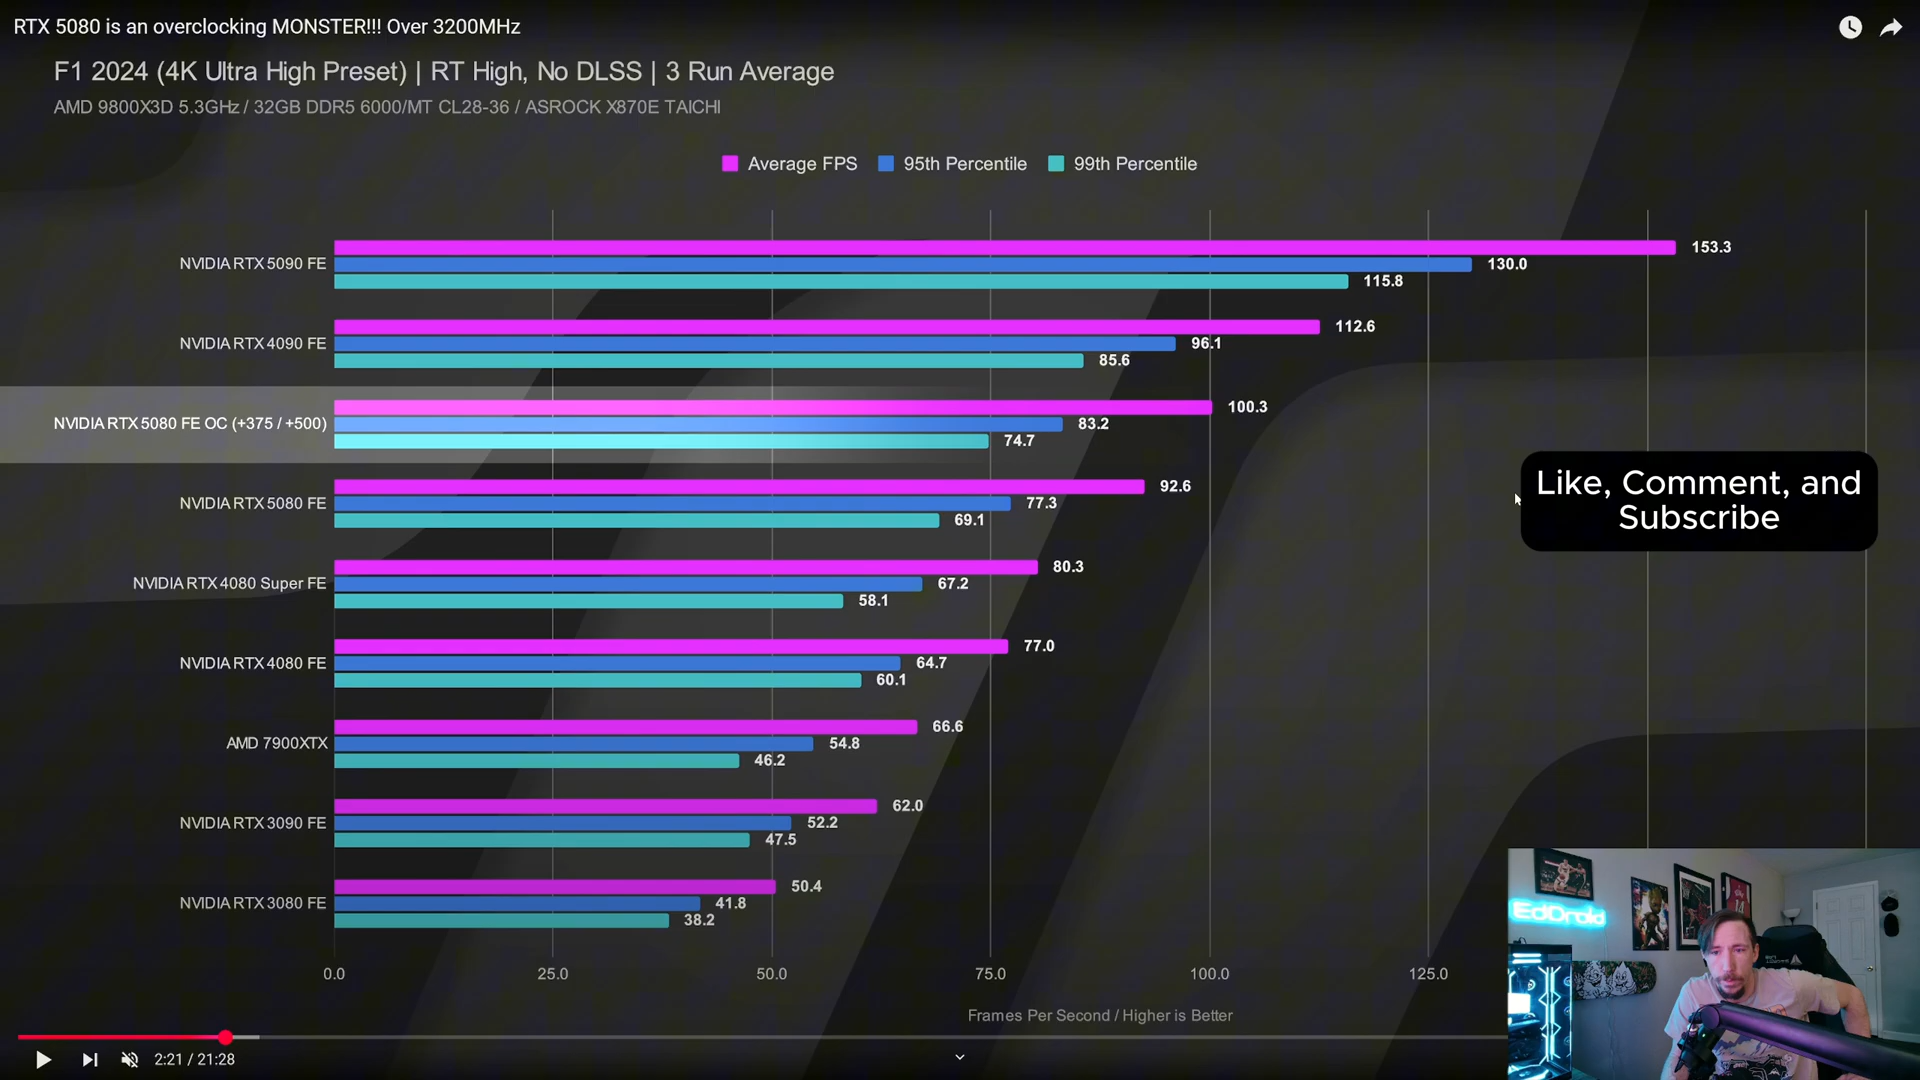 RTX 5080 is an overclocking MONSTER!!! Over 3200MHz
F1 2024 (4K Ultra High Preset) | RT High, No DLSS | 3 Run Average
AMD 9800X3D 5.3GHz / 32GB DDR5 6000/MT CL28-36 / ASROCK X870E TAICHI
Average FPS 95th Percentile 99th Percentile
153.3
NVIDIA RTX 5090 FE 130.0
115.8
112.6
NVIDIA RTX 4090 FE 96.1
85.6
100.3
NVIDIA RTX 5080 FE OC (+375 / +500) 83.2
74.7
92.6
NVIDIA RTX 5080 FE 77.3
69.1
Like, Comment, and
Subscribe
80.3
NVIDIA RTX 4080 Super FE 67.2
58.1
77.0
NVIDIA RTX 4080 FE 64.7
60.1
66.6
AMD 7900XTX 54.8
46.2
62.0
NVIDIA RTX 3090 FE 52.2
47.5
50.4
NVIDIA RTX 3080 FE 41.8
38.2
EdDroid
14
0.0 25.0 50.0 75.0 100.0 125.0
Frames Per Second / Higher is Better
2:21 / 21:28